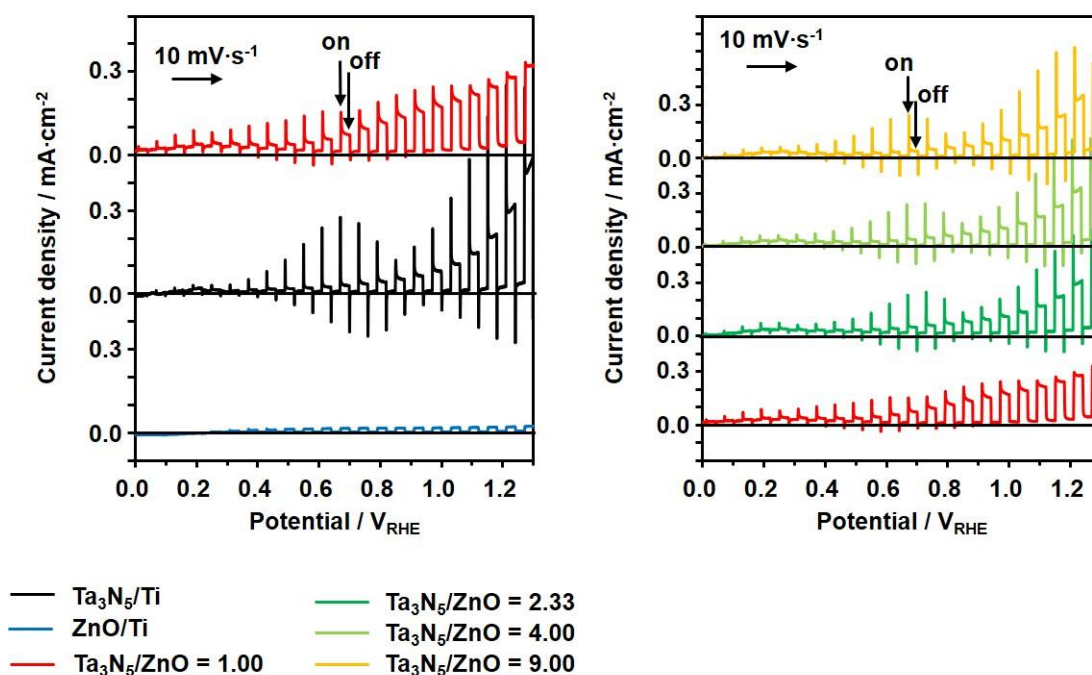 on
off
10 mV·s⁻¹
0.3
0.0
0.3
0.0
0.3
0.0
Current density / mA·cm⁻²
0.0 0.2 0.4 0.6 0.8 1.0 1.2
Potential / V_RHE
on
off
10 mV·s⁻¹
0.3
0.0
0.3
0.0
0.3
0.0
0.3
0.0
Current density / mA·cm⁻²
0.0 0.2 0.4 0.6 0.8 1.0 1.2
Potential / V_RHE
Ta₃N₅/Ti
ZnO/Ti
Ta₃N₅/ZnO = 1.00
Ta₃N₅/ZnO = 2.33
Ta₃N₅/ZnO = 4.00
Ta₃N₅/ZnO = 9.00